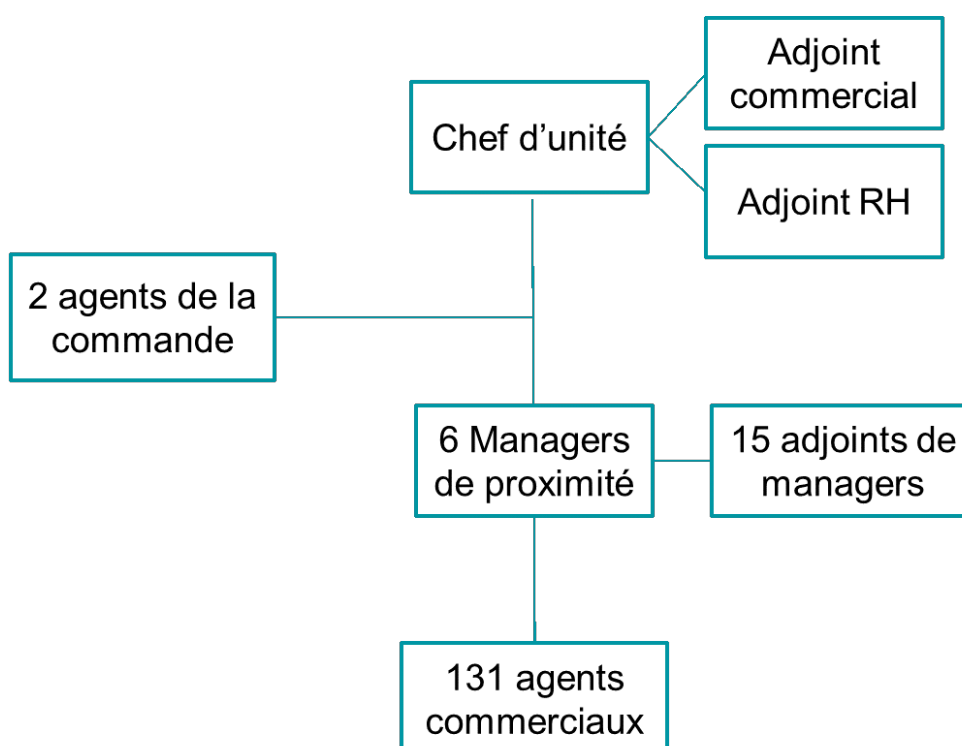 Adjoint
commercial
Chef d’unité
Adjoint RH
2 agents de la
commande
6 Managers
de proximité
15 adjoints de
managers
131 agents
commerciaux